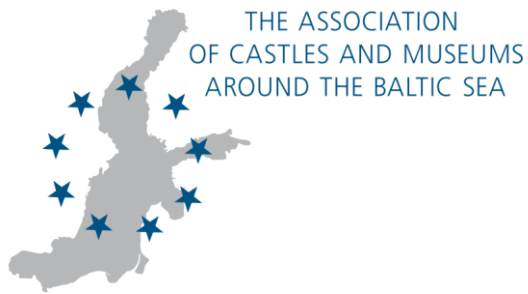 THE ASSOCIATION
OF CASTLES AND MUSEUMS
AROUND THE BALTIC SEA